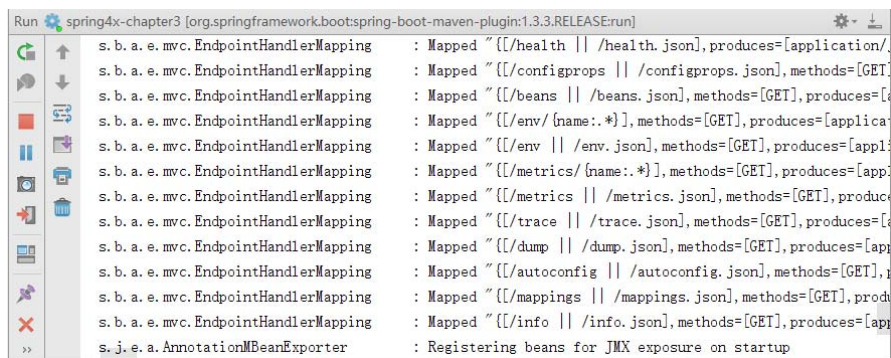 Run spring4x-chapter3 [org.springframework.boot:spring-boot-maven-plugin:1.3.3.RELEASE:run]
s.b.a.e.mvc.EndpointHandlerMapping : Mapped "{[/health || /health.json],produces=[application/
s.b.a.e.mvc.EndpointHandlerMapping : Mapped "{[/configprops || /configprops.json],methods=[GET]
s.b.a.e.mvc.EndpointHandlerMapping : Mapped "{[/beans || /beans.json],methods=[GET],produces=[a
s.b.a.e.mvc.EndpointHandlerMapping : Mapped "{[/env/{name:.*}],methods=[GET],produces=[applica
s.b.a.e.mvc.EndpointHandlerMapping : Mapped "{[/env || /env.json],methods=[GET],produces=[appli
s.b.a.e.mvc.EndpointHandlerMapping : Mapped "{[/metrics/{name:.*}],methods=[GET],produces=[app
s.b.a.e.mvc.EndpointHandlerMapping : Mapped "{[/metrics || /metrics.json],methods=[GET],produce
s.b.a.e.mvc.EndpointHandlerMapping : Mapped "{[/trace || /trace.json],methods=[GET],produces=[a
s.b.a.e.mvc.EndpointHandlerMapping : Mapped "{[/dump || /dump.json],methods=[GET],produces=[app
s.b.a.e.mvc.EndpointHandlerMapping : Mapped "{[/autoconfig || /autoconfig.json],methods=[GET],p
s.b.a.e.mvc.EndpointHandlerMapping : Mapped "{[/mappings || /mappings.json],methods=[GET],produ
s.b.a.e.mvc.EndpointHandlerMapping : Mapped "{[/info || /info.json],methods=[GET],produces=[app
s.j.e.a.AnnotationMBeanExporter : Registering beans for JMX exposure on startup